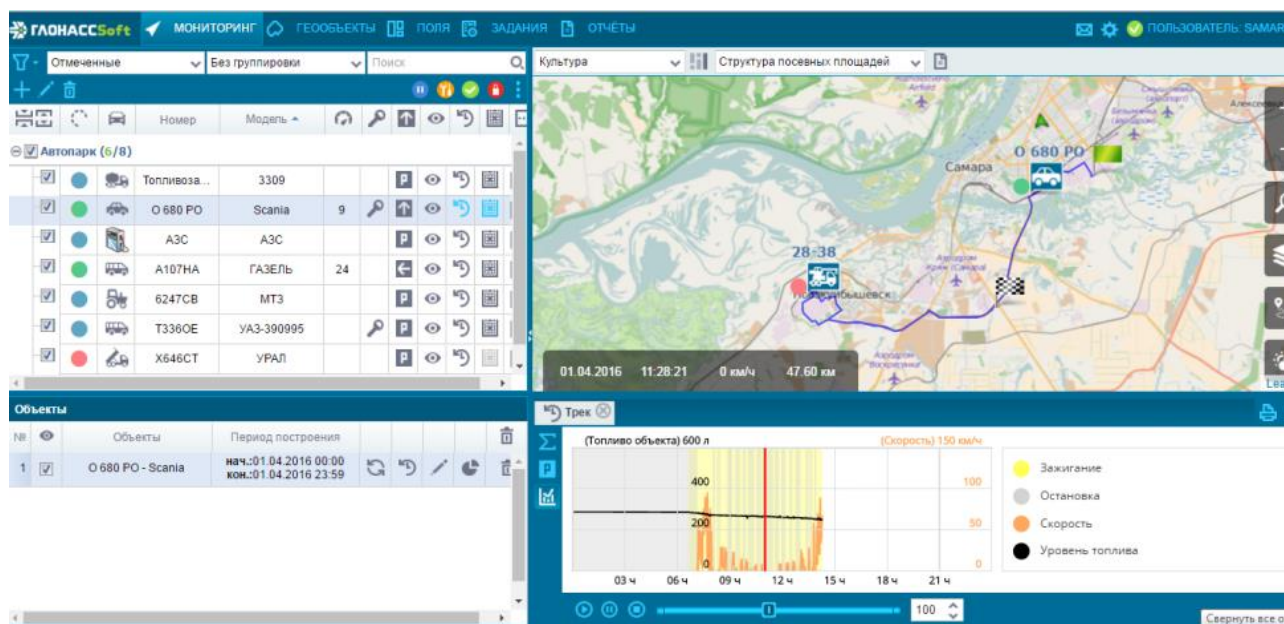 ГЛОНАССSoft МОНИТОРИНГ ГЕООБЪЕКТЫ ПОЛЯ ЗАДАНИЯ ОТЧЁТЫ ПОЛЬЗОВАТЕЛЬ: SAMAR
Отмеченные Без группировки Поиск
Номер Модель
Автопарк (6/8)
Топливоза... 3309
О 680 РО Scania 9
АЗС АЗС
А107НА ГАЗЕЛЬ 24
6247СВ МТЗ
Т336ОЕ УАЗ-390995
Х646СТ УРАЛ
Культура Структура посевных площадей
О 680 РО
Самара
28-38
Новокуйбышевск
01.04.2016 11:28:21 0 км/ч 47.60 км
Lea
Объекты
№ Объекты Период построения
1 О 680 РО - Scania нач.:01.04.2016 00:00
кон.:01.04.2016 23:59
Трек
(Топливо объекта) 600 л (Скорость) 150 км/ч
400 100
200 50
0 0
03 ч 06 ч 09 ч 12 ч 15 ч 18 ч 21 ч
Зажигание
Остановка
Скорость
Уровень топлива
100
Свернуть все о